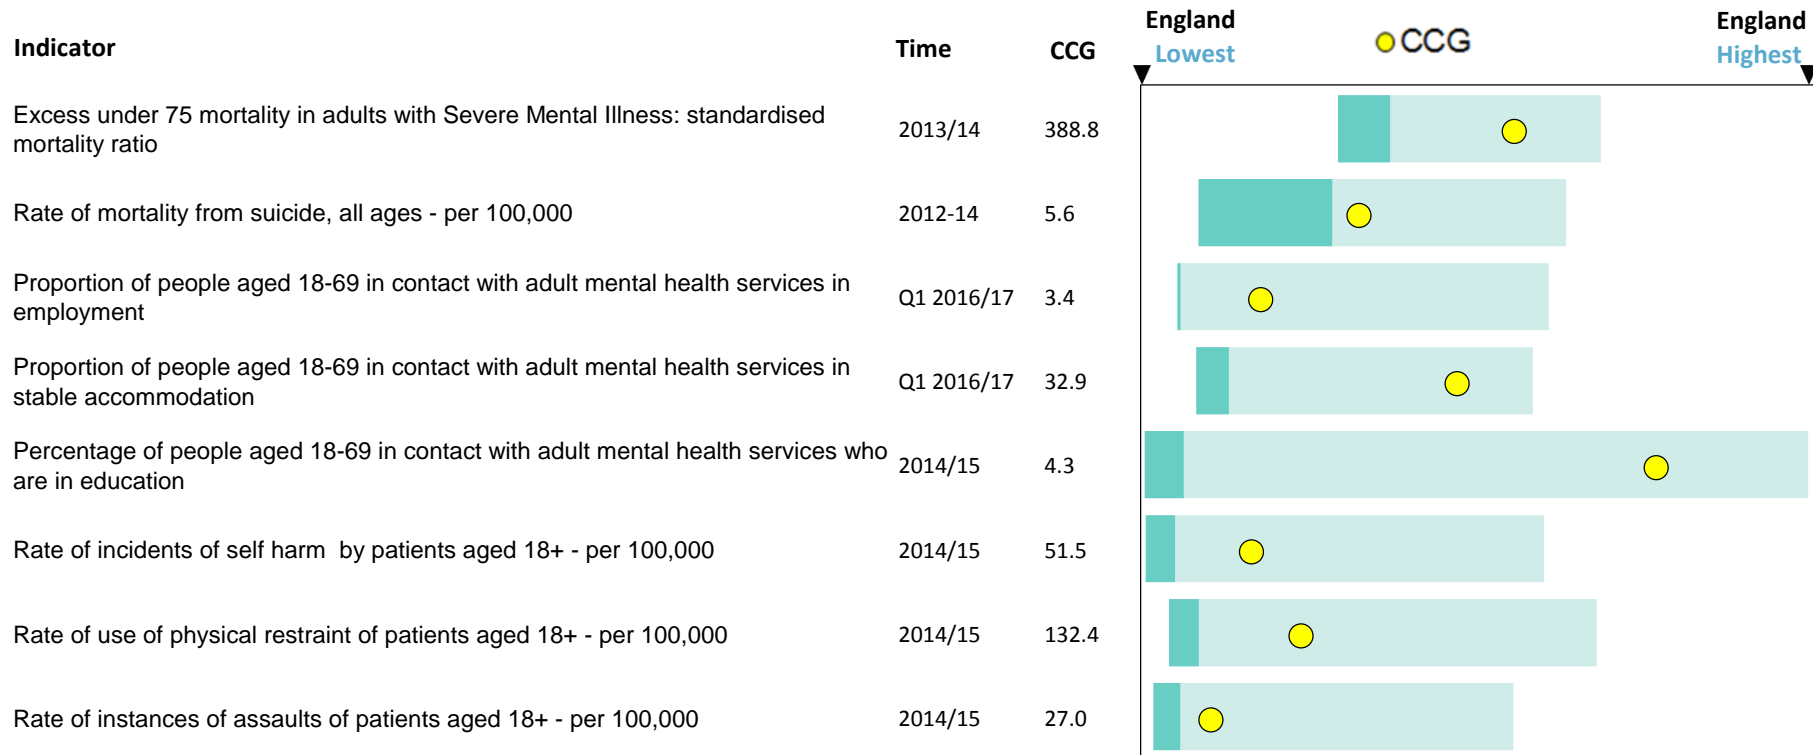 England England
Indicator Time CCG Lowest CCG Highest
Excess under 75 mortality in adults with Severe Mental Illness: standardised
mortality ratio 2013/14 388.8
Rate of mortality from suicide, all ages - per 100,000 2012-14 5.6
Proportion of people aged 18-69 in contact with adult mental health services in
employment Q1 2016/17 3.4
Proportion of people aged 18-69 in contact with adult mental health services in
stable accommodation Q1 2016/17 32.9
Percentage of people aged 18-69 in contact with adult mental health services who
are in education 2014/15 4.3
Rate of incidents of self harm  by patients aged 18+ - per 100,000 2014/15 51.5
Rate of use of physical restraint of patients aged 18+ - per 100,000 2014/15 132.4
Rate of instances of assaults of patients aged 18+ - per 100,000 2014/15 27.0